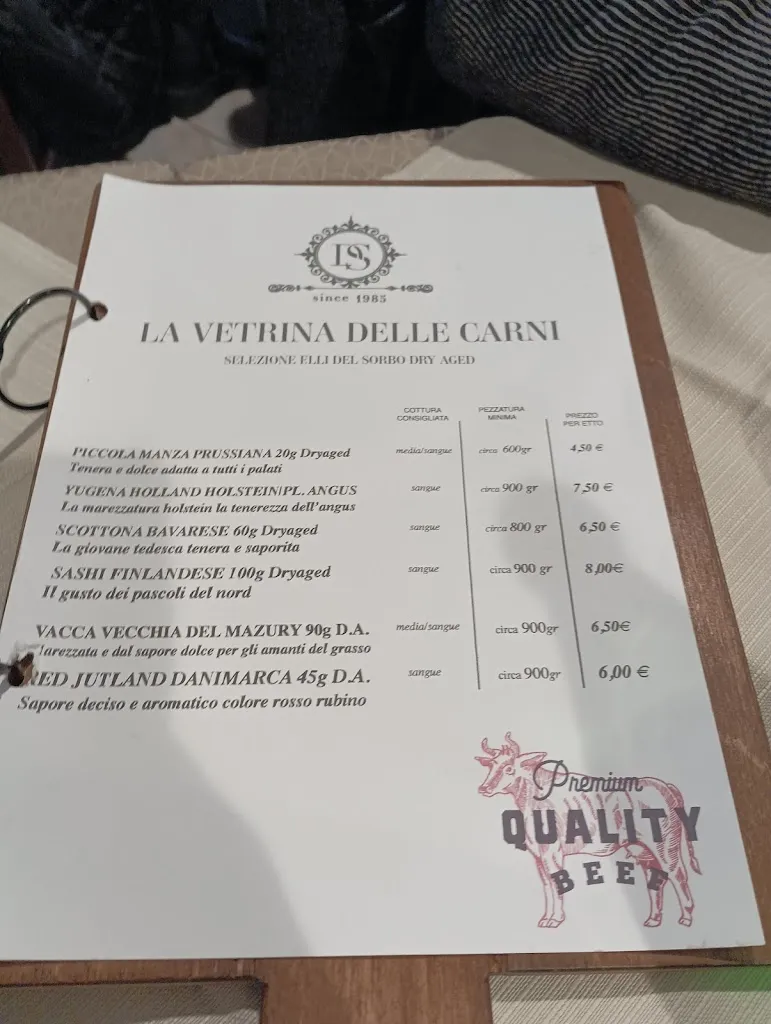 DS
since 1985
LA VETRINA DELLE CARNI
SELEZIONE ELLI DEL SORBO DRY AGED
COTTURA CONSIGLIATA
PEZZATURA MINIMA
PREZZO PER ETTO
PICCOLA MANZA PRUSSIANA 20g Dryaged media/sangue circa 600gr 4,50 €
Tenera e dolce adatta a tutti i palati
YUGENA HOLLAND HOLSTEIN|PL. ANGUS sangue circa 900 gr 7,50 €
La marezzatura holstein la tenerezza dell'angus
SCOTTONA BAVARESE 60g Dryaged sangue circa 800 gr 6,50 €
La giovane tedesca tenera e saporita
SASHI FINLANDESE 100g Dryaged sangue circa 900 gr 8,00€
Il gusto dei pascoli del nord
VACCA VECCHIA DEL MAZURY 90g D.A. media/sangue circa 900gr 6,50€
arezzata e dal sapore dolce per gli amanti del grasso
RED JUTLAND DANIMARCA 45g D.A. sangue circa 900gr 6,00 €
Sapore deciso e aromatico colore rosso rubino
Premium
QUALITY
BEEF